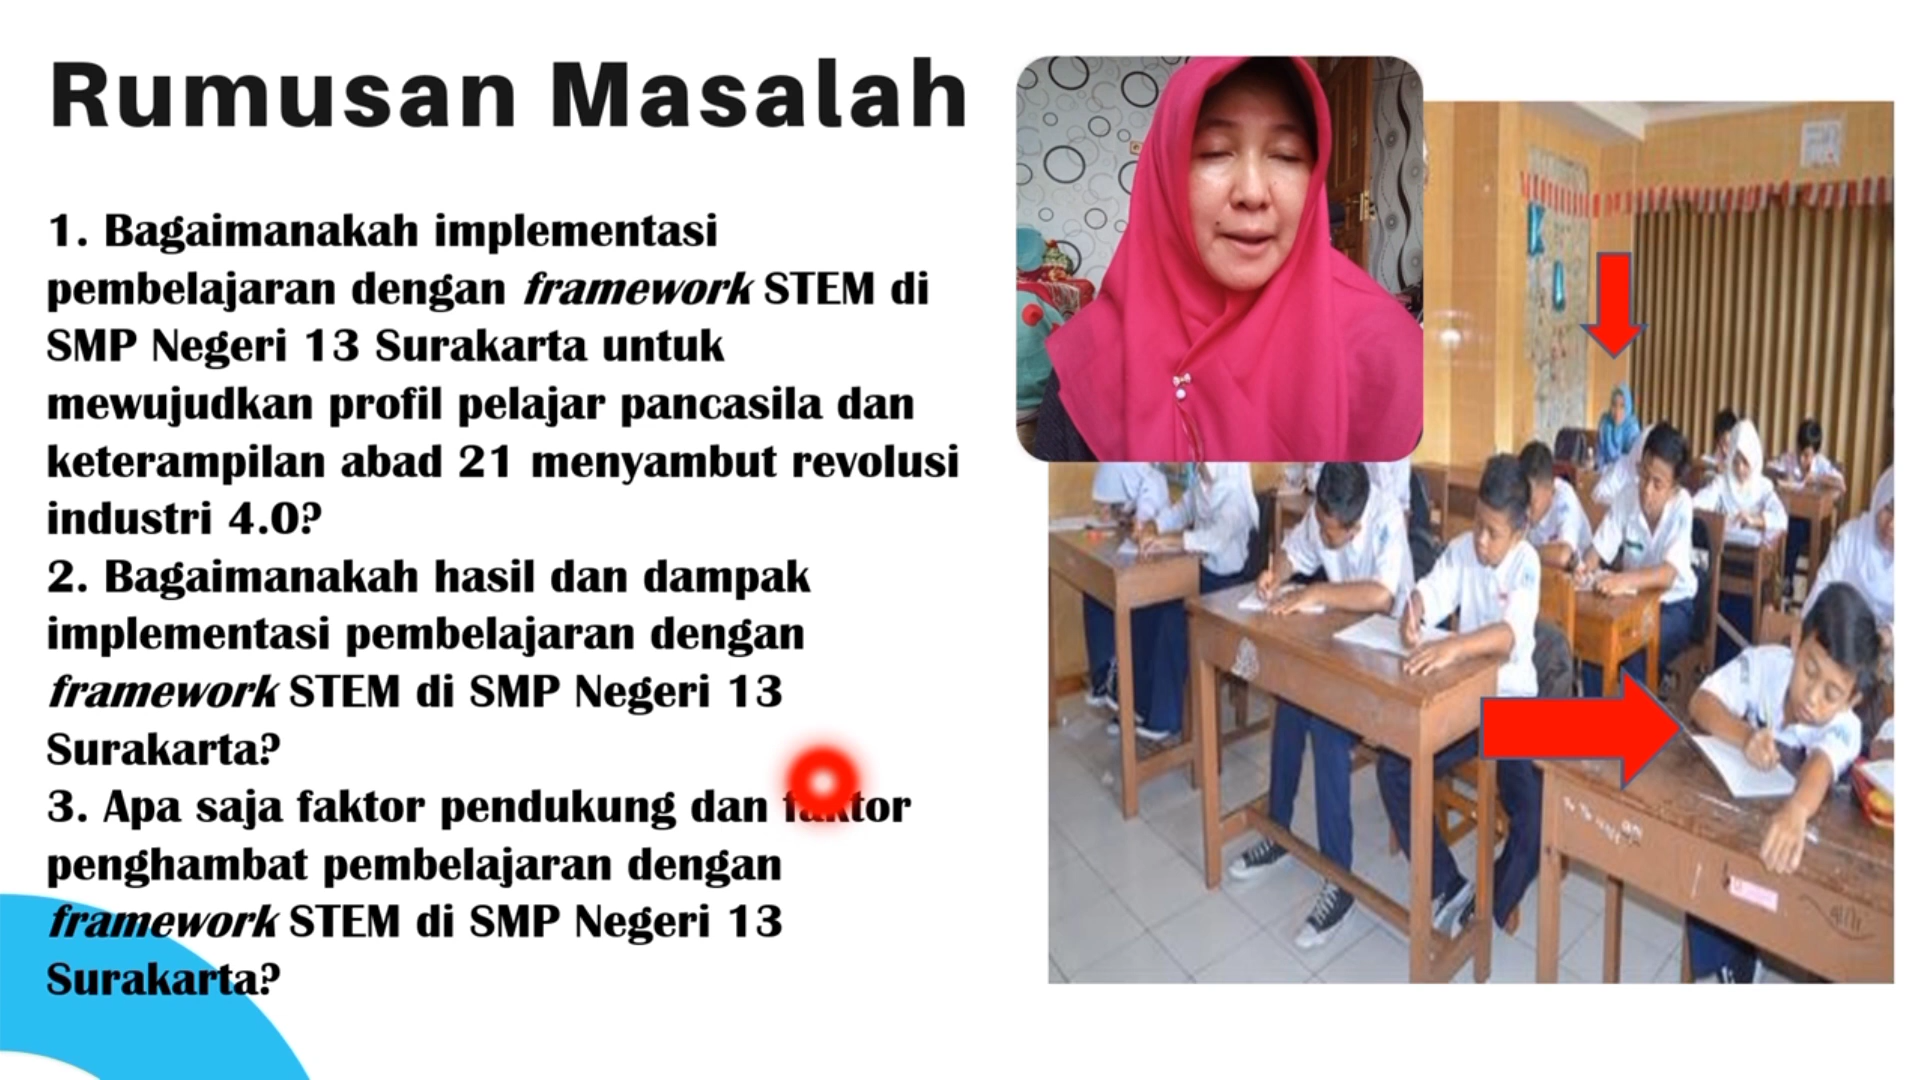 Rumusan Masalah
1. Bagaimanakah implementasi
pembelajaran dengan framework STEM di
SMP Negeri 13 Surakarta untuk
mewujudkan profil pelajar pancasila dan
keterampilan abad 21 menyambut revolusi
industri 4.0?
2. Bagaimanakah hasil dan dampak
implementasi pembelajaran dengan
framework STEM di SMP Negeri 13
Surakarta?
3. Apa saja faktor pendukung dan faktor
penghambat pembelajaran dengan
framework STEM di SMP Negeri 13
Surakarta?